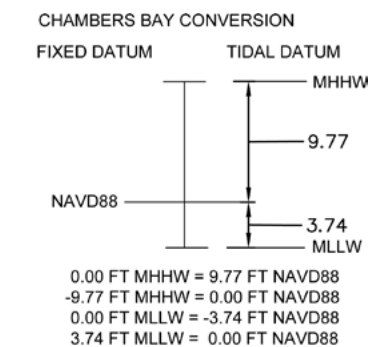 CHAMBERS BAY CONVERSION
FIXED DATUM TIDAL DATUM
MHHW
9.77
NAVD88
3.74
MLLW
0.00 FT MHHW = 9.77 FT NAVD88
-9.77 FT MHHW = 0.00 FT NAVD88
0.00 FT MLLW = -3.74 FT NAVD88
3.74 FT MLLW = 0.00 FT NAVD88